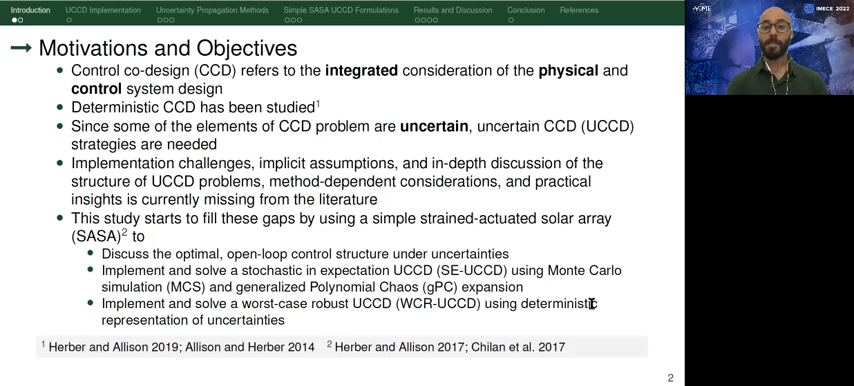 Introduction UCCD Implementation Uncertainty Propagation Methods Simple SASA UCCD Formulations Results and Discussion Conclusion References
ASME IMECE 2022
Motivations and Objectives
Control co-design (CCD) refers to the integrated consideration of the physical and
control system design
Deterministic CCD has been studied1
Since some of the elements of CCD problem are uncertain, uncertain CCD (UCCD)
strategies are needed
Implementation challenges, implicit assumptions, and in-depth discussion of the
structure of UCCD problems, method-dependent considerations, and practical
insights is currently missing from the literature
This study starts to fill these gaps by using a simple strained-actuated solar array
(SASA)2 to
Discuss the optimal, open-loop control structure under uncertainties
Implement and solve a stochastic in expectation UCCD (SE-UCCD) using Monte Carlo
simulation (MCS) and generalized Polynomial Chaos (gPC) expansion
Implement and solve a worst-case robust UCCD (WCR-UCCD) using deterministic
representation of uncertainties
1 Herber and Allison 2019; Allison and Herber 2014 2 Herber and Allison 2017; Chilan et al. 2017
2